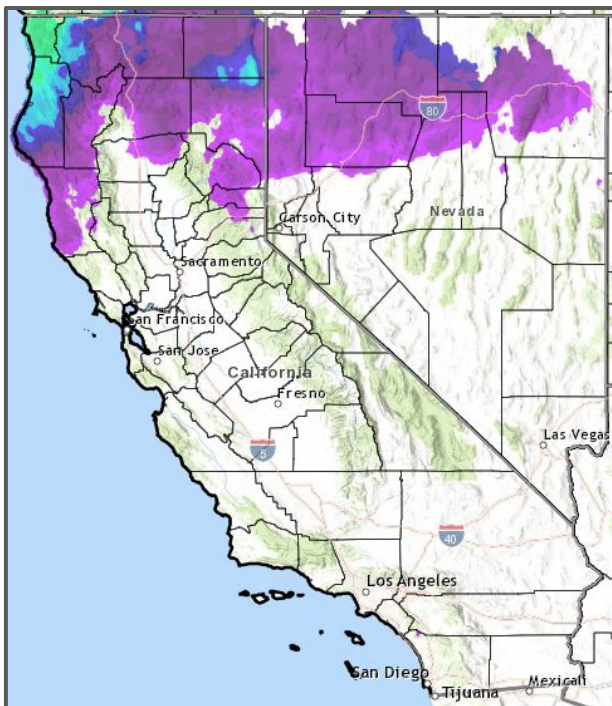 80
Nevada
Carson City
Sacramento
San Francisco
San Jose
California
Fresno
Las Vegas
5
40
Los Angeles
San Diego
Mexicali
Tijuana